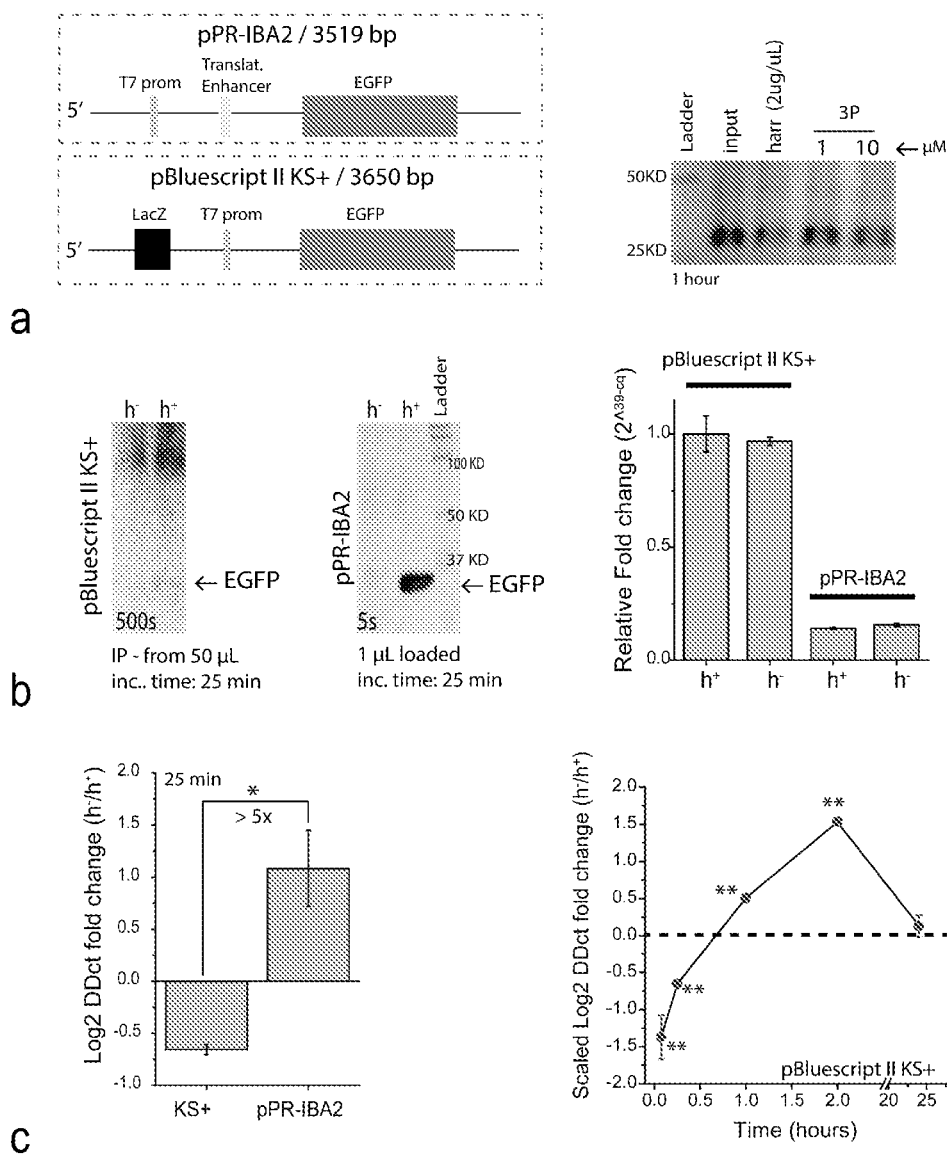 pPR-IBA2 / 3519 bp
T7 prom
Translat.
Enhancer
EGFP
5′
pBluescript II KS+ / 3650 bp
LacZ
T7 prom
EGFP
5′
Ladder
input
harr (2ug/uL)
3P
1 10 ← μM
50KD
25KD
1 hour
a
pBluescript II KS+
h⁻ h⁺
← EGFP
500s
IP - from 50 μL
inc.. time: 25 min
pPR-IBA2
h⁻ h⁺ Ladder
100 KD
50 KD
37 KD
← EGFP
5s
1 μL loaded
inc. time: 25 min
Relative Fold change (2^Δ39-cq)
pBluescript II KS+
1.0
0.5
0.0
pPR-IBA2
h⁺ h⁻ h⁺ h⁻
b
Log2 DDct fold change (h⁻/h⁺)
2.0
1.5
1.0
0.5
0.0
-0.5
-1.0
25 min
*
> 5x
KS+ pPR-IBA2
Scaled Log2 DDct fold change (h⁻/h⁺)
2.0
1.5
1.0
0.5
0.0
-0.5
-1.0
-1.5
-2.0
**
**
**
**
pBluescript II KS+
0.0 0.5 1.0 1.5 2.0 20 25
Time (hours)
c